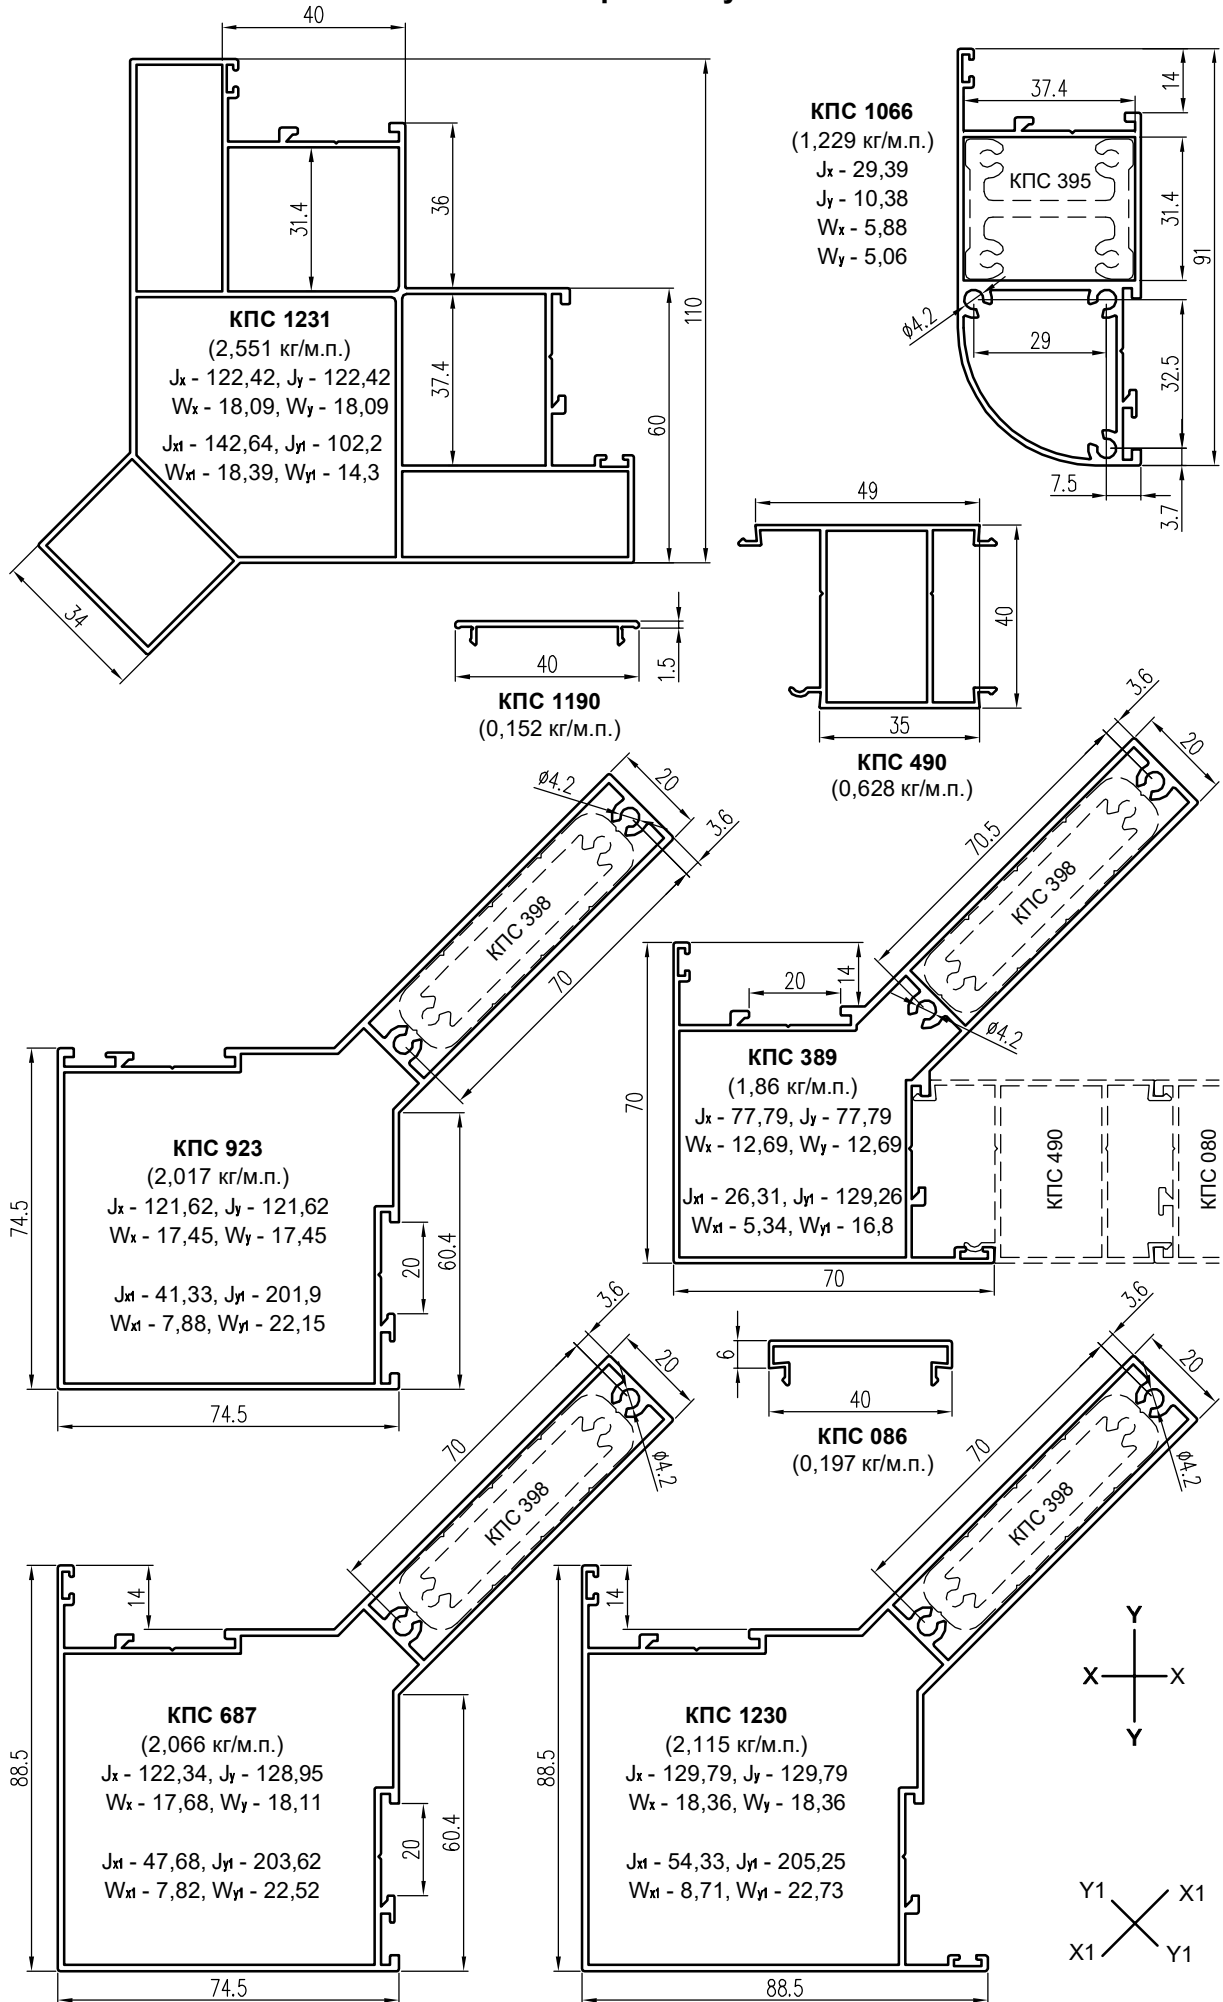 40
36
31.4
110
КПС 1231
(2,551 кг/м.п.)
Jx - 122,42, Jy - 122,42
Wx - 18,09, Wy - 18,09
Jx1 - 142,64, Jy1 - 102,2
Wx1 - 18,39, Wy1 - 14,3
37.4
60
34
КПС 1066
(1,229 кг/м.п.)
Jx - 29,39
Jy - 10,38
Wx - 5,88
Wy - 5,06
37.4
14
КПС 395
31.4
91
ø4.2
29
32.5
7.5
3.7
40
1.5
КПС 1190
(0,152 кг/м.п.)
49
40
35
КПС 490
(0,628 кг/м.п.)
ø4.2
20
3.6
КПС 398
70
74.5
КПС 923
(2,017 кг/м.п.)
Jx - 121,62, Jy - 121,62
Wx - 17,45, Wy - 17,45
Jx1 - 41,33, Jy1 - 201,9
Wx1 - 7,88, Wy1 - 22,15
20
60.4
74.5
3.6
20
70.5
КПС 398
14
20
ø4.2
70
КПС 389
(1,86 кг/м.п.)
Jx - 77,79, Jy - 77,79
Wx - 12,69, Wy - 12,69
Jx1 - 26,31, Jy1 - 129,26
Wx1 - 5,34, Wy1 - 16,8
КПС 490
КПС 080
70
6
40
КПС 086
(0,197 кг/м.п.)
3.6
20
70
ø4.2
КПС 398
14
88.5
КПС 687
(2,066 кг/м.п.)
Jx - 122,34, Jy - 128,95
Wx - 17,68, Wy - 18,11
Jx1 - 47,68, Jy1 - 203,62
Wx1 - 7,82, Wy1 - 22,52
20
60.4
74.5
3.6
20
70
ø4.2
КПС 398
14
88.5
КПС 1230
(2,115 кг/м.п.)
Jx - 129,79, Jy - 129,79
Wx - 18,36, Wy - 18,36
Jx1 - 54,33, Jy1 - 205,25
Wx1 - 8,71, Wy1 - 22,73
88.5
Y
X X
Y
Y1 X1
X1 Y1